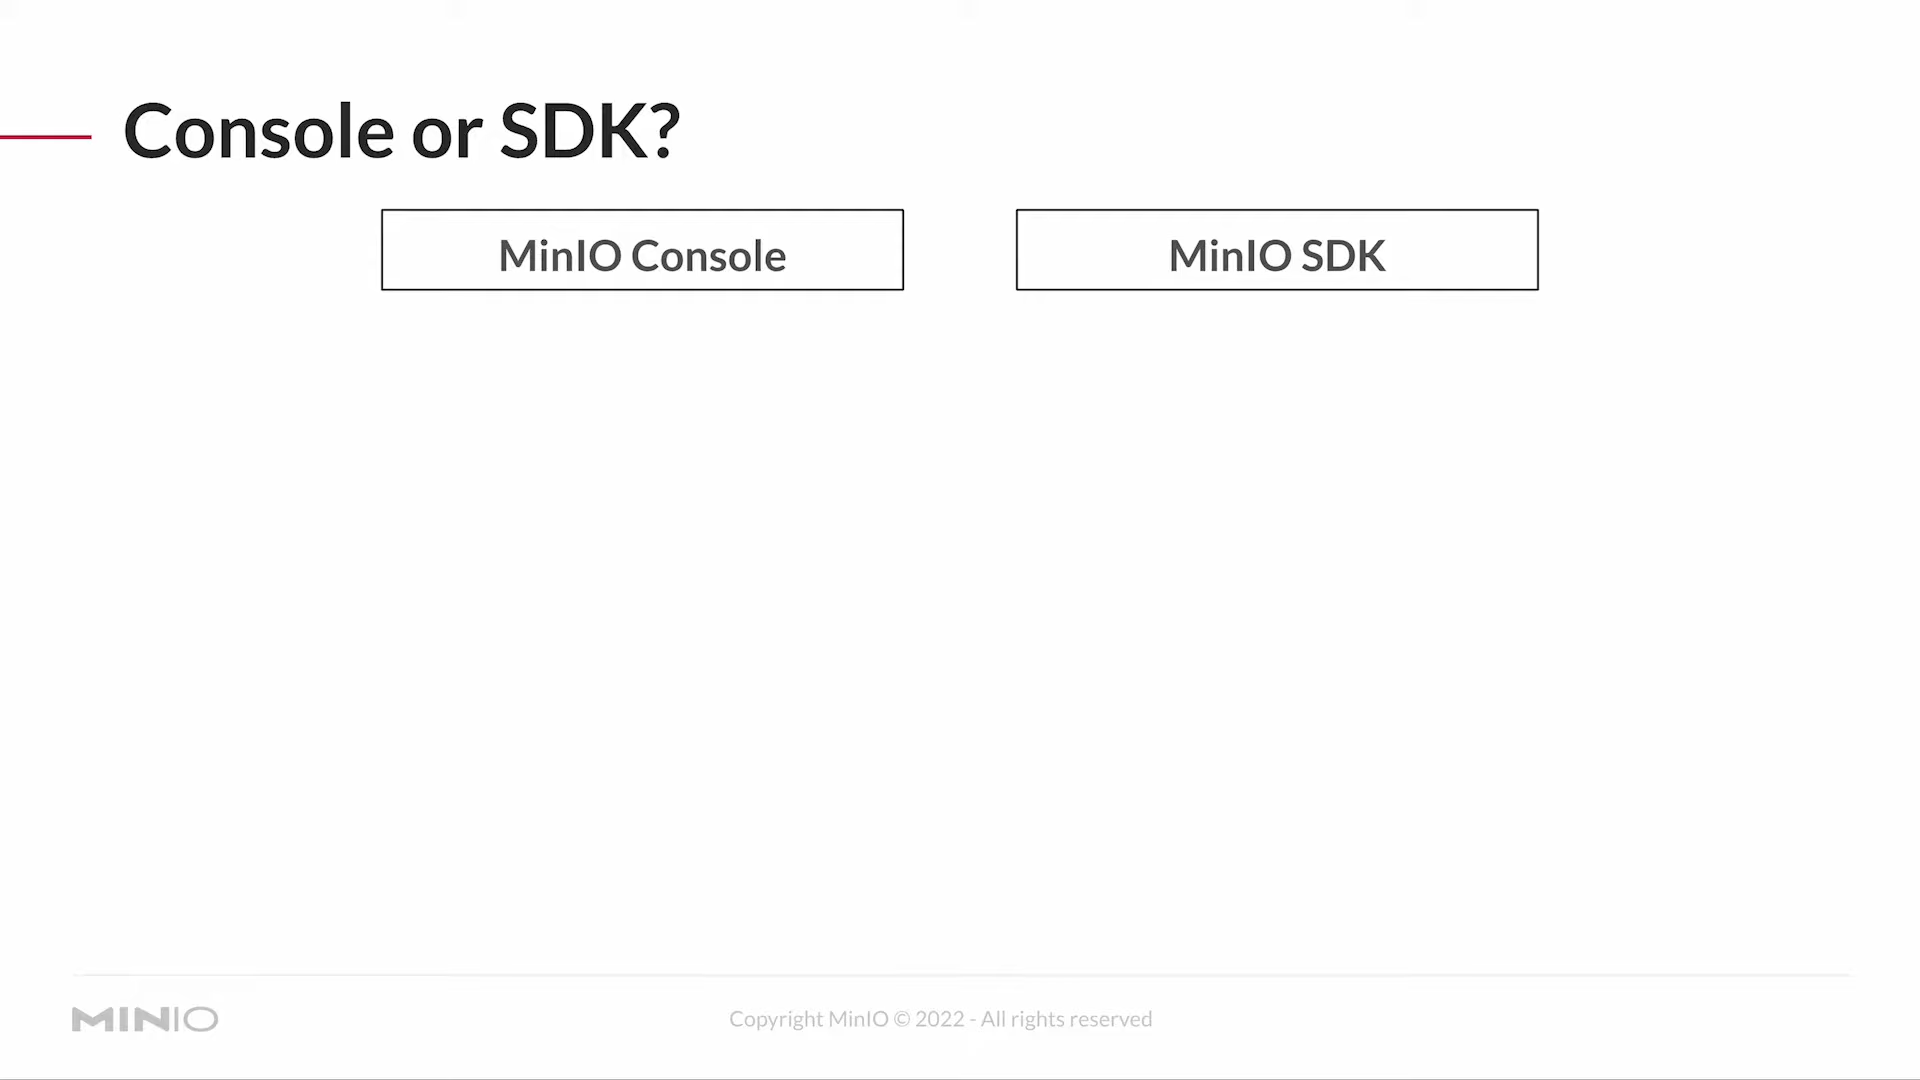 Console or SDK?
MinIO Console
MinIO SDK
MINIO
Copyright MinIO © 2022 - All rights reserved